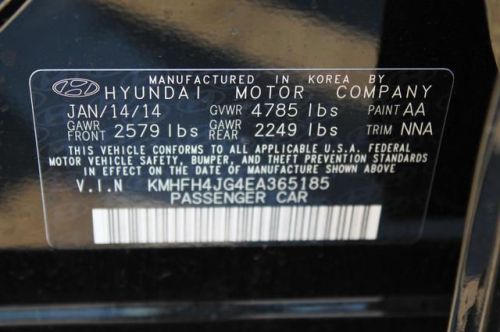 MANUFACTURED IN KOREA BY
HYUNDAI MOTOR COMPANY
JAN/14/14 GVWR 4785 lbs PAINT AA
GAWR FRONT 2579 lbs GAWR REAR 2249 lbs TRIM NNA
THIS VEHICLE CONFORMS TO ALL APPLICABLE U.S.A. FEDERAL
MOTOR VEHICLE SAFETY, BUMPER, AND THEFT PREVENTION STANDARDS
IN EFFECT ON THE DATE OF MANUFACTURE SHOWN ABOVE
V.I.N KMHFH4JG4EA365185
PASSENGER CAR